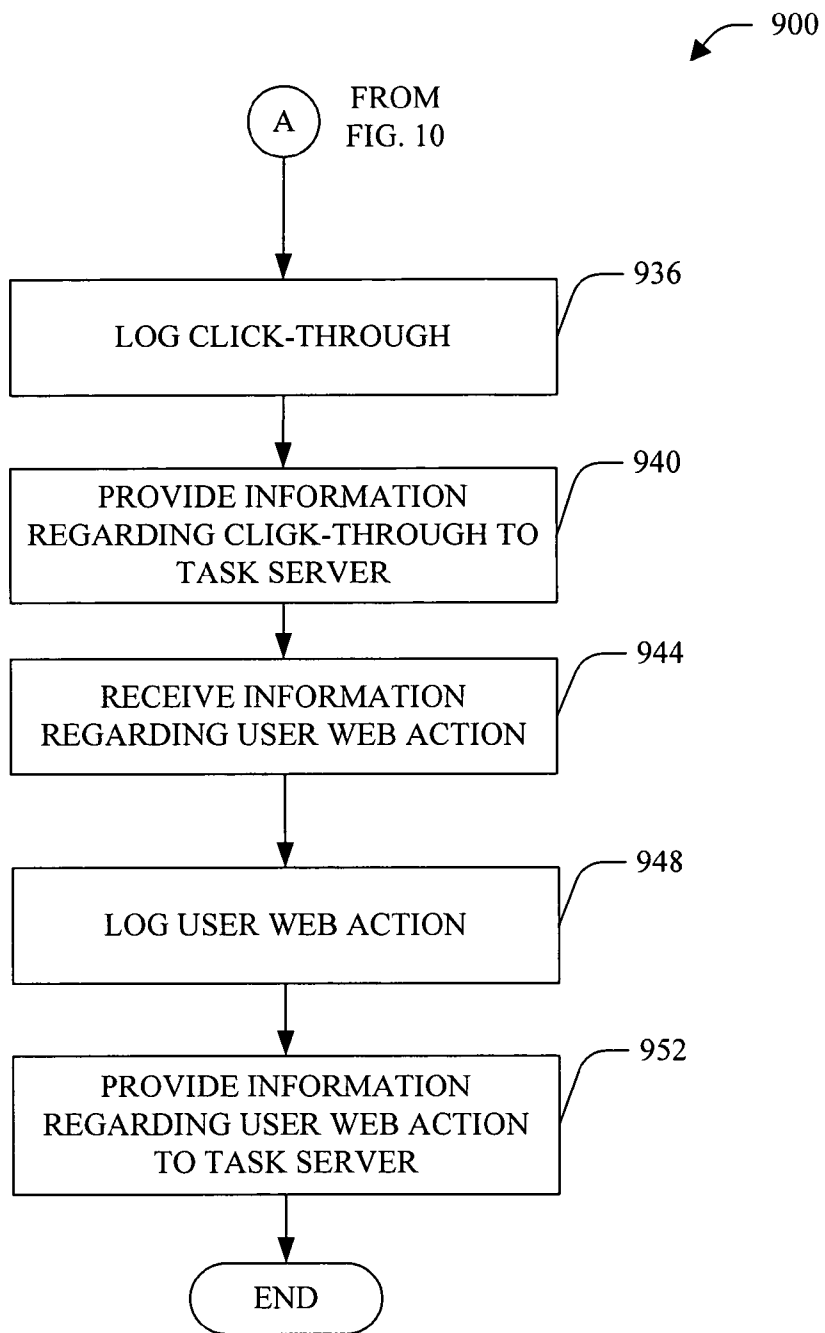 900
A
FROM
FIG. 10
936
LOG CLICK-THROUGH
940
PROVIDE INFORMATION
REGARDING CLIGK-THROUGH TO
TASK SERVER
944
RECEIVE INFORMATION
REGARDING USER WEB ACTION
948
LOG USER WEB ACTION
952
PROVIDE INFORMATION
REGARDING USER WEB ACTION
TO TASK SERVER
END